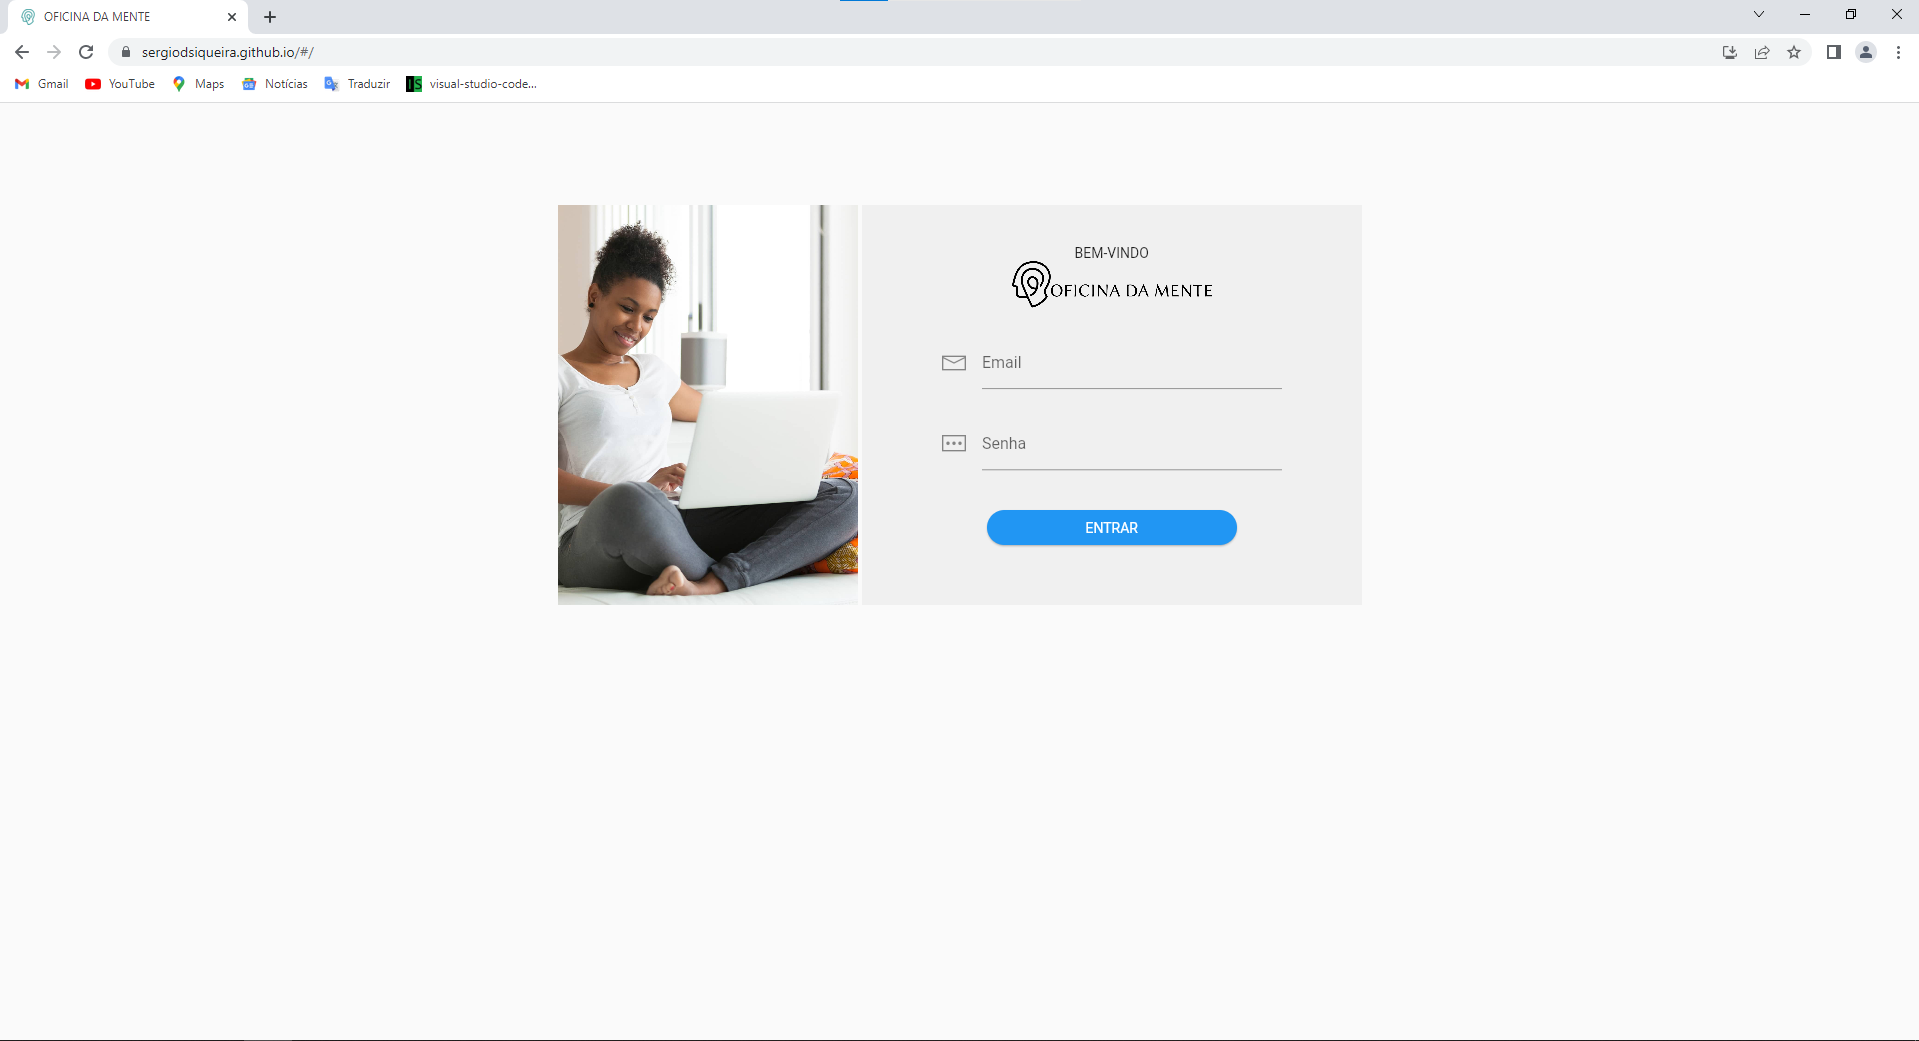 OFICINA DA MENTE
sergiodsiqueira.github.io/#/
Gmail YouTube Maps Notícias Traduzir visual-studio-code...
BEM-VINDO
OFICINA DA MENTE
Email
Senha
ENTRAR